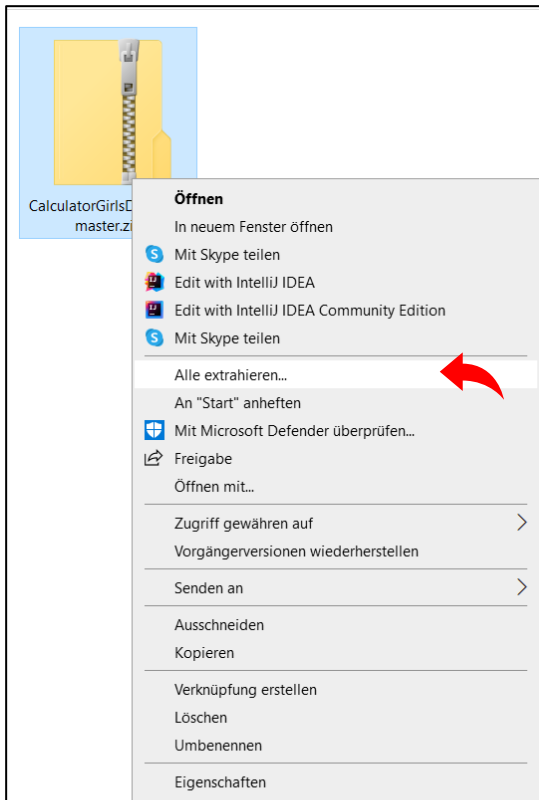 CalculatorGirlsD
master.zi
Öffnen
In neuem Fenster öffnen
Mit Skype teilen
Edit with IntelliJ IDEA
Edit with IntelliJ IDEA Community Edition
Mit Skype teilen
Alle extrahieren...
An "Start" anheften
Mit Microsoft Defender überprüfen...
Freigabe
Öffnen mit...
Zugriff gewähren auf
Vorgängerversionen wiederherstellen
Senden an
Ausschneiden
Kopieren
Verknüpfung erstellen
Löschen
Umbenennen
Eigenschaften